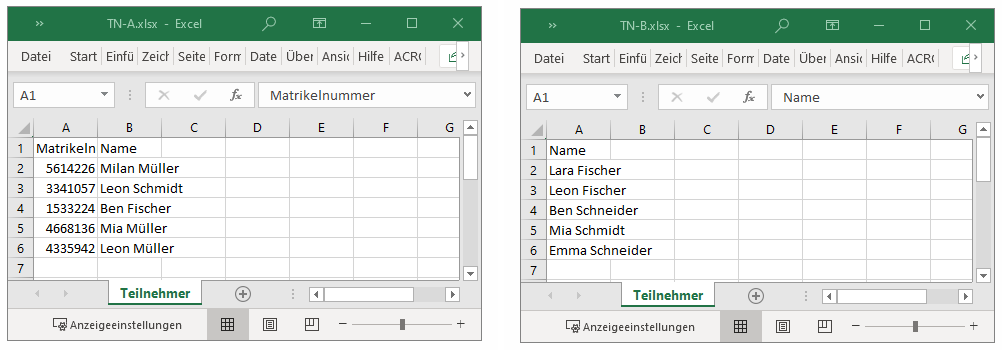 » TN-A.xlsx - Excel
Datei Start Einfü Zeich Seite Form Date Über Ansic Hilfe ACRO
A1 fx Matrikelnummer
A B C D E F G
1 Matrikeln Name
2 5614226 Milan Müller
3 3341057 Leon Schmidt
4 1533224 Ben Fischer
5 4668136 Mia Müller
6 4335942 Leon Müller
7
Teilnehmer
Anzeigeeinstellungen
» TN-B.xlsx - Excel
Datei Start Einfü Zeich Seite Form Date Über Ansic Hilfe ACRO
A1 fx Name
A B C D E F G
1 Name
2 Lara Fischer
3 Leon Fischer
4 Ben Schneider
5 Mia Schmidt
6 Emma Schneider
7
Teilnehmer
Anzeigeeinstellungen